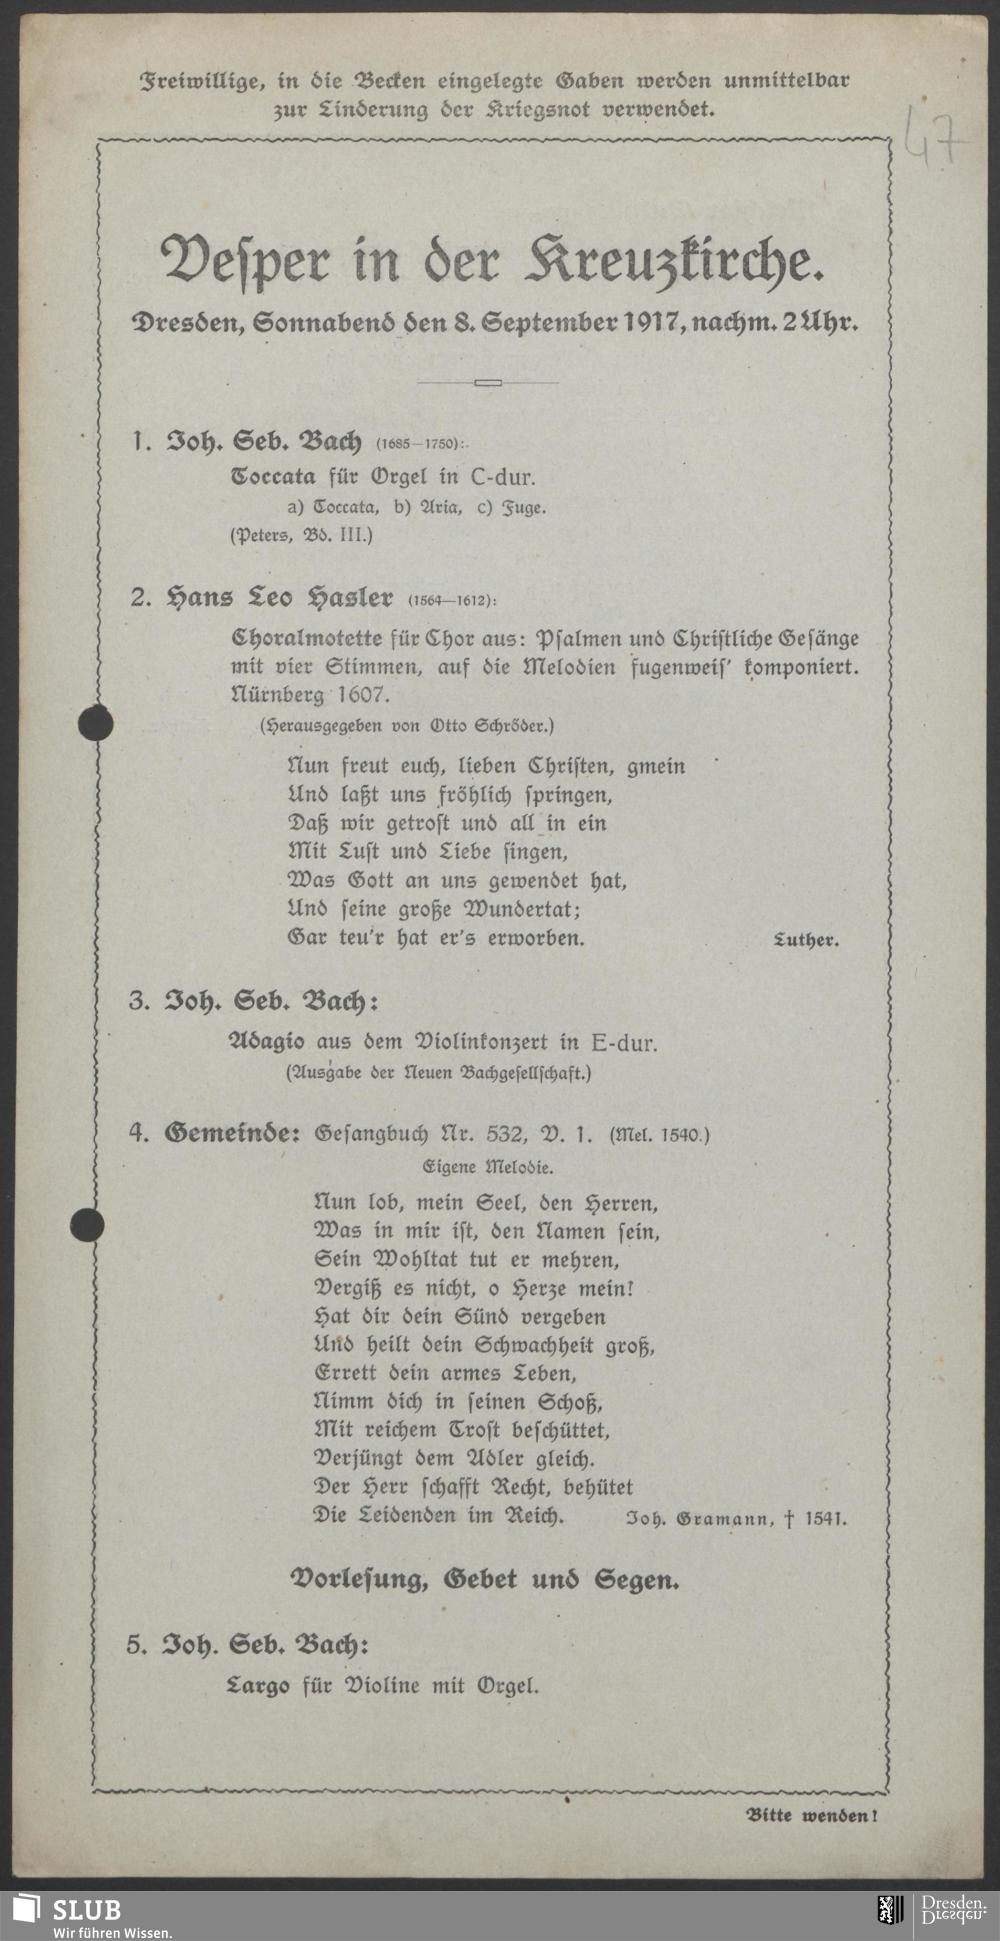 Freiwillige, in die Becken eingelegte Gaben werden unmittelbar
zur Linderung der Kriegsnot verwendet.
47
Vesper in der Kreuzkirche.
Dresden, Sonnabend den 8. September 1917, nachm. 2 Uhr.
1. Joh. Seb. Bach (1685–1750):
Toccata für Orgel in C-dur.
a) Toccata, b) Aria, c) Fuge.
(Peters, Bd. III.)
2. Hans Leo Hasler (1564–1612):
Choralmotette für Chor aus: Psalmen und Christliche Gesänge
mit vier Stimmen, auf die Melodien fugenweis' komponiert.
Nürnberg 1607.
(Herausgegeben von Otto Schröder.)
Nun freut euch, lieben Christen, gmein
Und laßt uns fröhlich springen,
Daß wir getrost und all in ein
Mit Lust und Liebe singen,
Was Gott an uns gewendet hat,
Und seine große Wundertat;
Gar teu'r hat er's erworben. Luther.
3. Joh. Seb. Bach:
Adagio aus dem Violinkonzert in E-dur.
(Ausgabe der Neuen Bachgesellschaft.)
4. Gemeinde: Gesangbuch Nr. 532, V. 1. (Mel. 1540.)
Eigene Melodie.
Nun lob, mein Seel, den Herren,
Was in mir ist, den Namen sein,
Sein Wohltat tut er mehren,
Vergiß es nicht, o Herze mein!
Hat dir dein Sünd vergeben
Und heilt dein Schwachheit groß,
Errett dein armes Leben,
Nimm dich in seinen Schoß,
Mit reichem Trost beschüttet,
Verjüngt dem Adler gleich.
Der Herr schafft Recht, behütet
Die Leidenden im Reich. Joh. Gramann, † 1541.
Vorlesung, Gebet und Segen.
5. Joh. Seb. Bach:
Largo für Violine mit Orgel.
Bitte wenden!
SLUB
Wir führen Wissen.
Dresden.
Dresden.